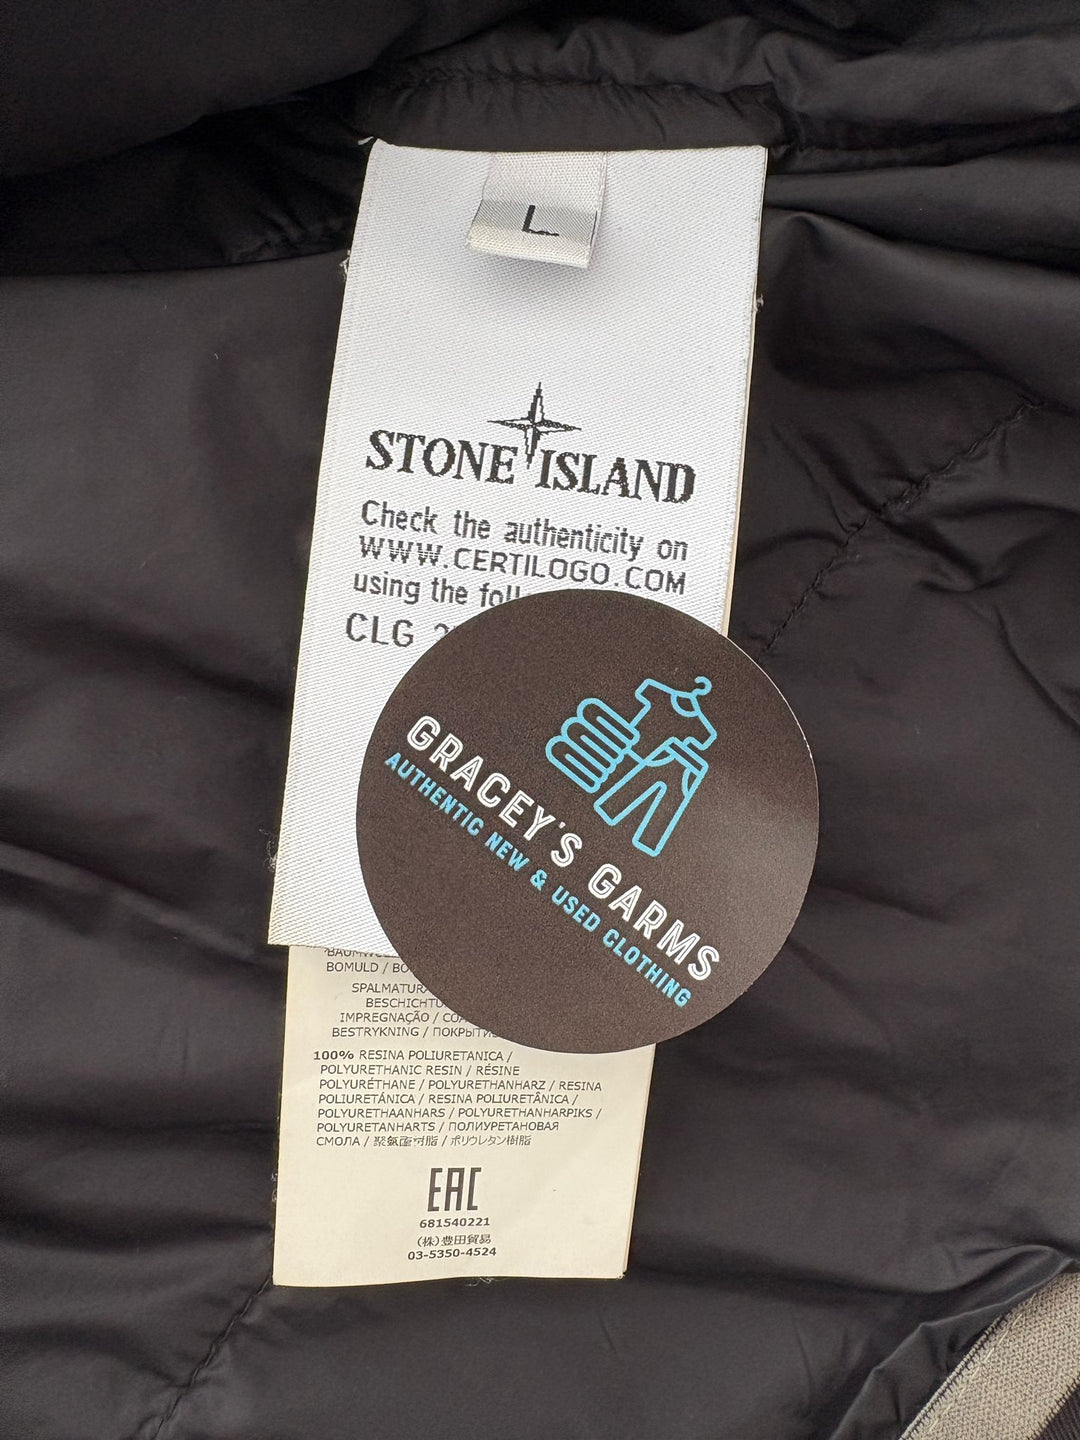 L
STONE ISLAND
Check the authenticity on
WWW.CERTILOGO.COM
using the
CLG
GRACEY'S GARMS
AUTHENTIC NEW & USED CLOTHING
BOMULD /
SPALMATURA
IMPREGNAÇÃO /
BESTRYKNING /
100% RESINA POLIURETANICA /
POLYURETHANIC RESIN / RÉSINE
POLYURÉTHANE / POLYURETHANHARZ / RESINA
POLIURETÁNICA / RESINA POLIURETÂNICA /
POLYURETHAANHARS / POLYURETHANHARPIKS /
POLYURETANHARTS / ПОЛИУРЕТАНОВАЯ
СМОЛА / 聚氨酯树脂 / ポリウレタン樹脂
EAC
681540221
(株)豊田貿易
03-5350-4524